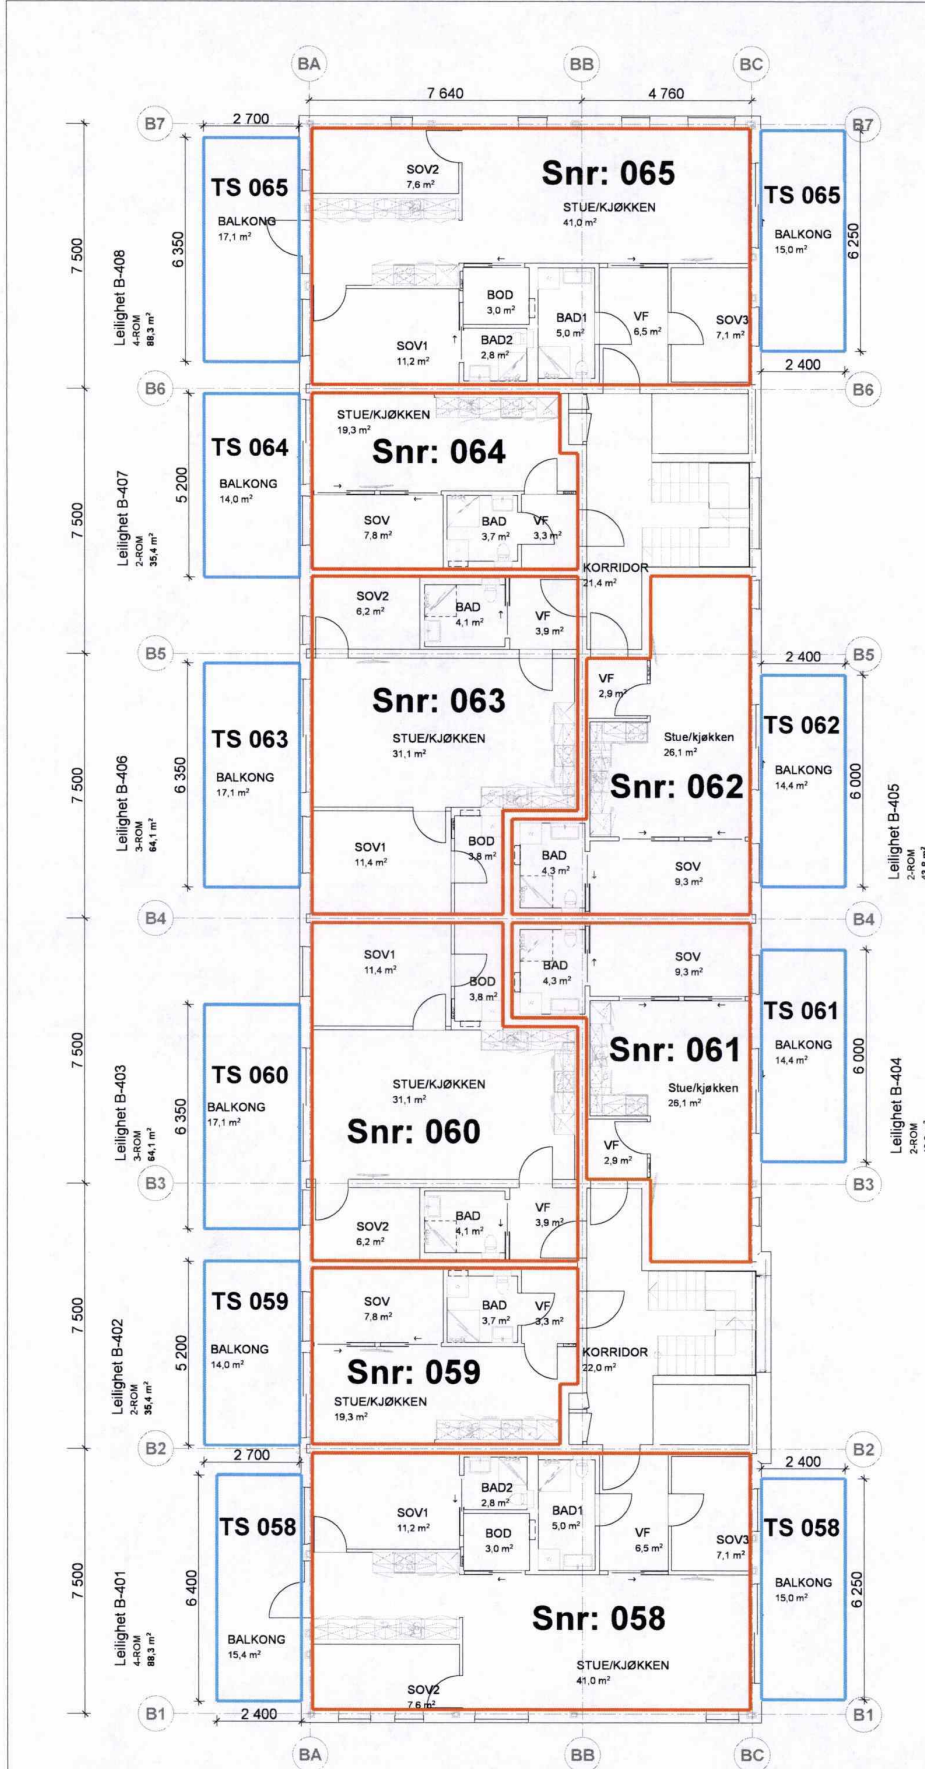 BA
BB
BC
7 640
4 760
B7
2 700
B7
TS 065
BALKONG
17,1 m²
6 350
7 500
Leilighet B-408
4-ROM
88,3 m²
SOV2
7,6 m²
Snr: 065
STUE/KJØKKEN
41,0 m²
BOD
3,0 m²
BAD1
5,0 m²
BAD2
2,8 m²
SOV1
11,2 m²
VF
6,5 m²
SOV3
7,1 m²
TS 065
BALKONG
15,0 m²
6 250
2 400
B6
B6
TS 064
BALKONG
14,0 m²
5 200
7 500
Leilighet B-407
2-ROM
35,4 m²
STUE/KJØKKEN
19,3 m²
Snr: 064
SOV
7,8 m²
BAD
3,7 m²
VF
3,3 m²
KORRIDOR
21,4 m²
SOV2
6,2 m²
BAD
4,1 m²
VF
3,9 m²
B5
B5
2 400
TS 063
BALKONG
17,1 m²
6 350
7 500
Leilighet B-406
3-ROM
64,1 m²
Snr: 063
STUE/KJØKKEN
31,1 m²
SOV1
11,4 m²
BOD
3,8 m²
VF
2,9 m²
Stue/kjøkken
26,1 m²
Snr: 062
BAD
4,3 m²
SOV
9,3 m²
TS 062
BALKONG
14,4 m²
6 000
Leilighet B-405
2-ROM
B4
B4
SOV1
11,4 m²
BOD
3,8 m²
BAD
4,3 m²
SOV
9,3 m²
TS 061
BALKONG
14,4 m²
6 000
Leilighet B-404
2-ROM
Snr: 061
Stue/kjøkken
26,1 m²
VF
2,9 m²
TS 060
BALKONG
17,1 m²
6 350
7 500
Leilighet B-403
3-ROM
64,1 m²
STUE/KJØKKEN
31,1 m²
Snr: 060
B3
B3
SOV2
6,2 m²
BAD
4,1 m²
VF
3,9 m²
TS 059
BALKONG
14,0 m²
5 200
7 500
Leilighet B-402
2-ROM
35,4 m²
SOV
7,8 m²
BAD
3,7 m²
VF
3,3 m²
Snr: 059
STUE/KJØKKEN
19,3 m²
KORRIDOR
22,0 m²
B2
B2
2 700
2 400
TS 058
BALKONG
15,4 m²
6 400
7 500
Leilighet B-401
4-ROM
88,3 m²
SOV1
11,2 m²
BAD2
2,8 m²
BOD
3,0 m²
BAD1
5,0 m²
VF
6,5 m²
SOV3
7,1 m²
Snr: 058
STUE/KJØKKEN
41,0 m²
SOV2
7,6 m²
TS 058
BALKONG
15,0 m²
6 250
B1
B1
2 400
BA
BB
BC